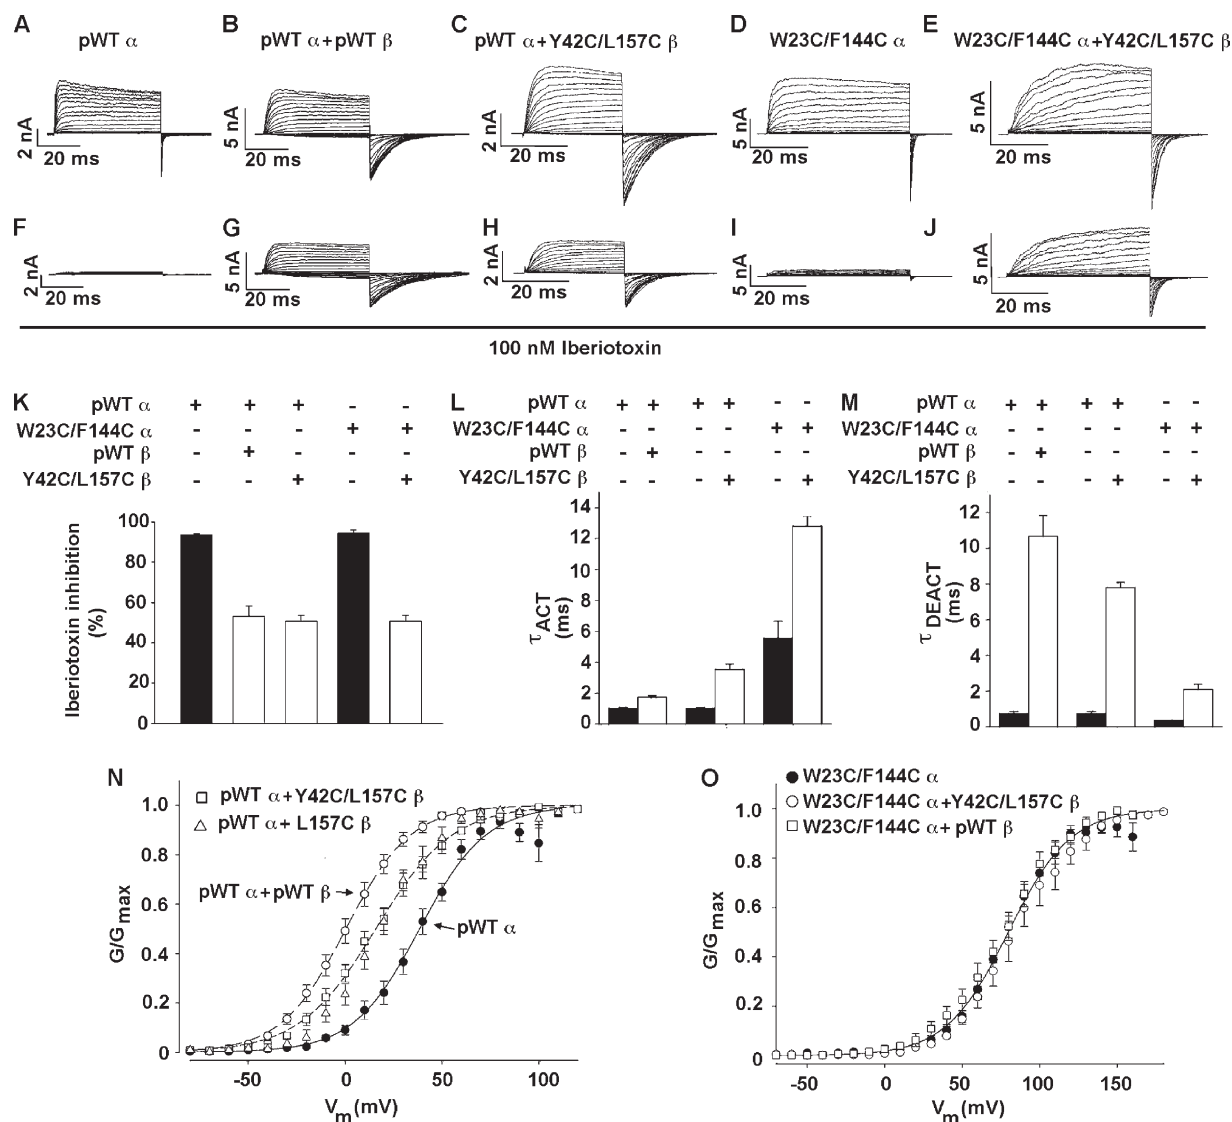 A
B
C
D
E
pWT α
pWT α+pWT β
pWT α+Y42C/L157C β
W23C/F144C α
W23C/F144C α+Y42C/L157C β
2 nA
20 ms
5 nA
20 ms
5 nA
20 ms
5 nA
20 ms
5 nA
20 ms
F
G
H
I
J
2 nA
20 ms
5 nA
20 ms
5 nA
20 ms
5 nA
20 ms
5 nA
20 ms
100 nM Iberiotoxin
K
pWT α + + + - -
W23C/F144C α - - - + +
pWT β - + - - -
Y42C/L157C β - - + - +
Iberiotoxin inhibition
(%)
100
80
60
40
20
0
L
pWT α + + + + - -
W23C/F144C α - - - - + +
pWT β - + - - - -
Y42C/L157C β - - - + - +
τACT
(ms)
14
12
10
8
6
4
2
0
M
pWT α + + + + - -
W23C/F144C α - - - - + +
pWT β - + - - - -
Y42C/L157C β - - - + - +
τDEACT
(ms)
12
10
8
6
4
2
0
N
pWT α+Y42C/L157C β
pWT α+L157C β
pWT α+pWT β
pWT α
G/Gmax
1.0
0.8
0.6
0.4
0.2
0
-50 0 50 100
Vm(mV)
O
W23C/F144C α
W23C/F144C α+Y42C/L157C β
W23C/F144C α+pWT β
G/Gmax
1.0
0.8
0.6
0.4
0.2
0
-50 0 50 100 150
Vm(mV)